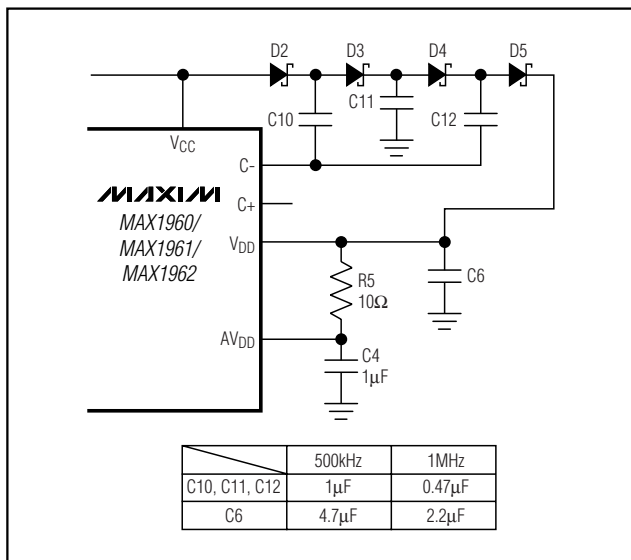 D2 D3 D4 D5
C10 C11 C12
VCC
C-
MAXIM
C+
MAX1960/
MAX1961/
MAX1962
VDD
C6
R5
10Ω
AVDD
C4
1µF
500kHz 1MHz
C10, C11, C12 1µF 0.47µF
C6 4.7µF 2.2µF